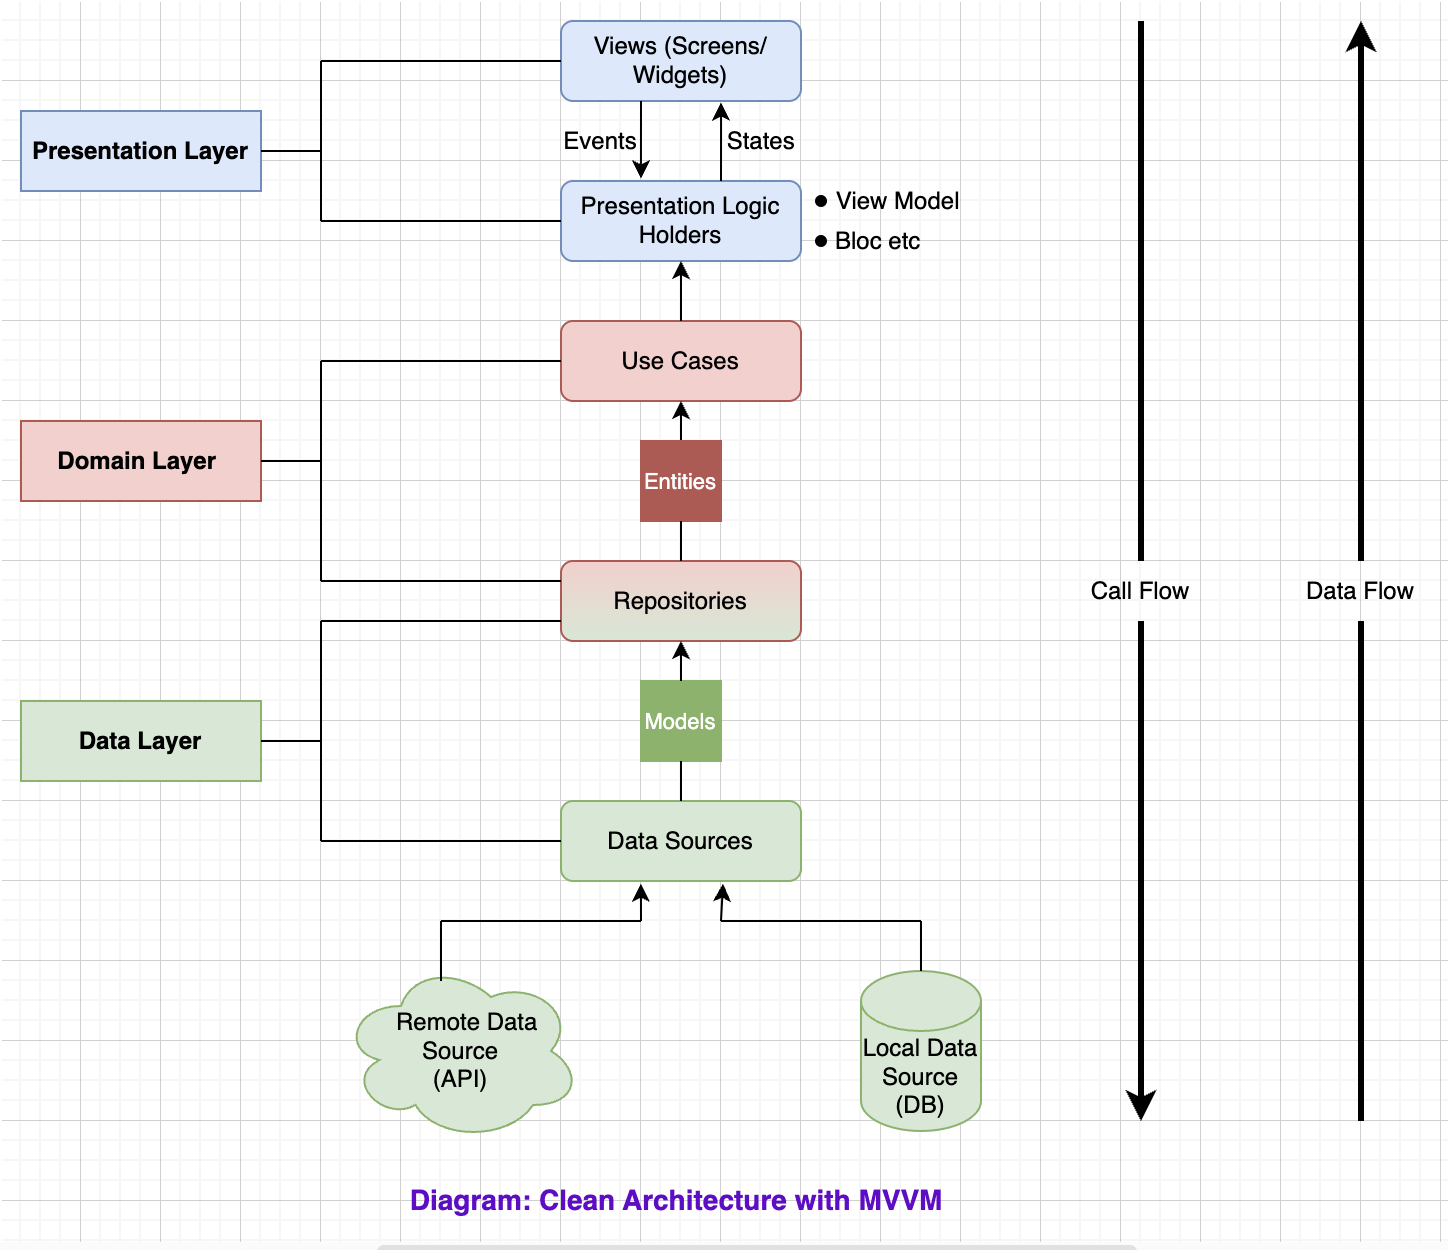 Views (Screens/
Widgets)
Presentation Layer
Events
States
Presentation Logic
Holders
● View Model
● Bloc etc
Use Cases
Domain Layer
Entities
Repositories
Call Flow
Data Flow
Models
Data Layer
Data Sources
Remote Data
Source
(API)
Local Data
Source
(DB)
Diagram: Clean Architecture with MVVM